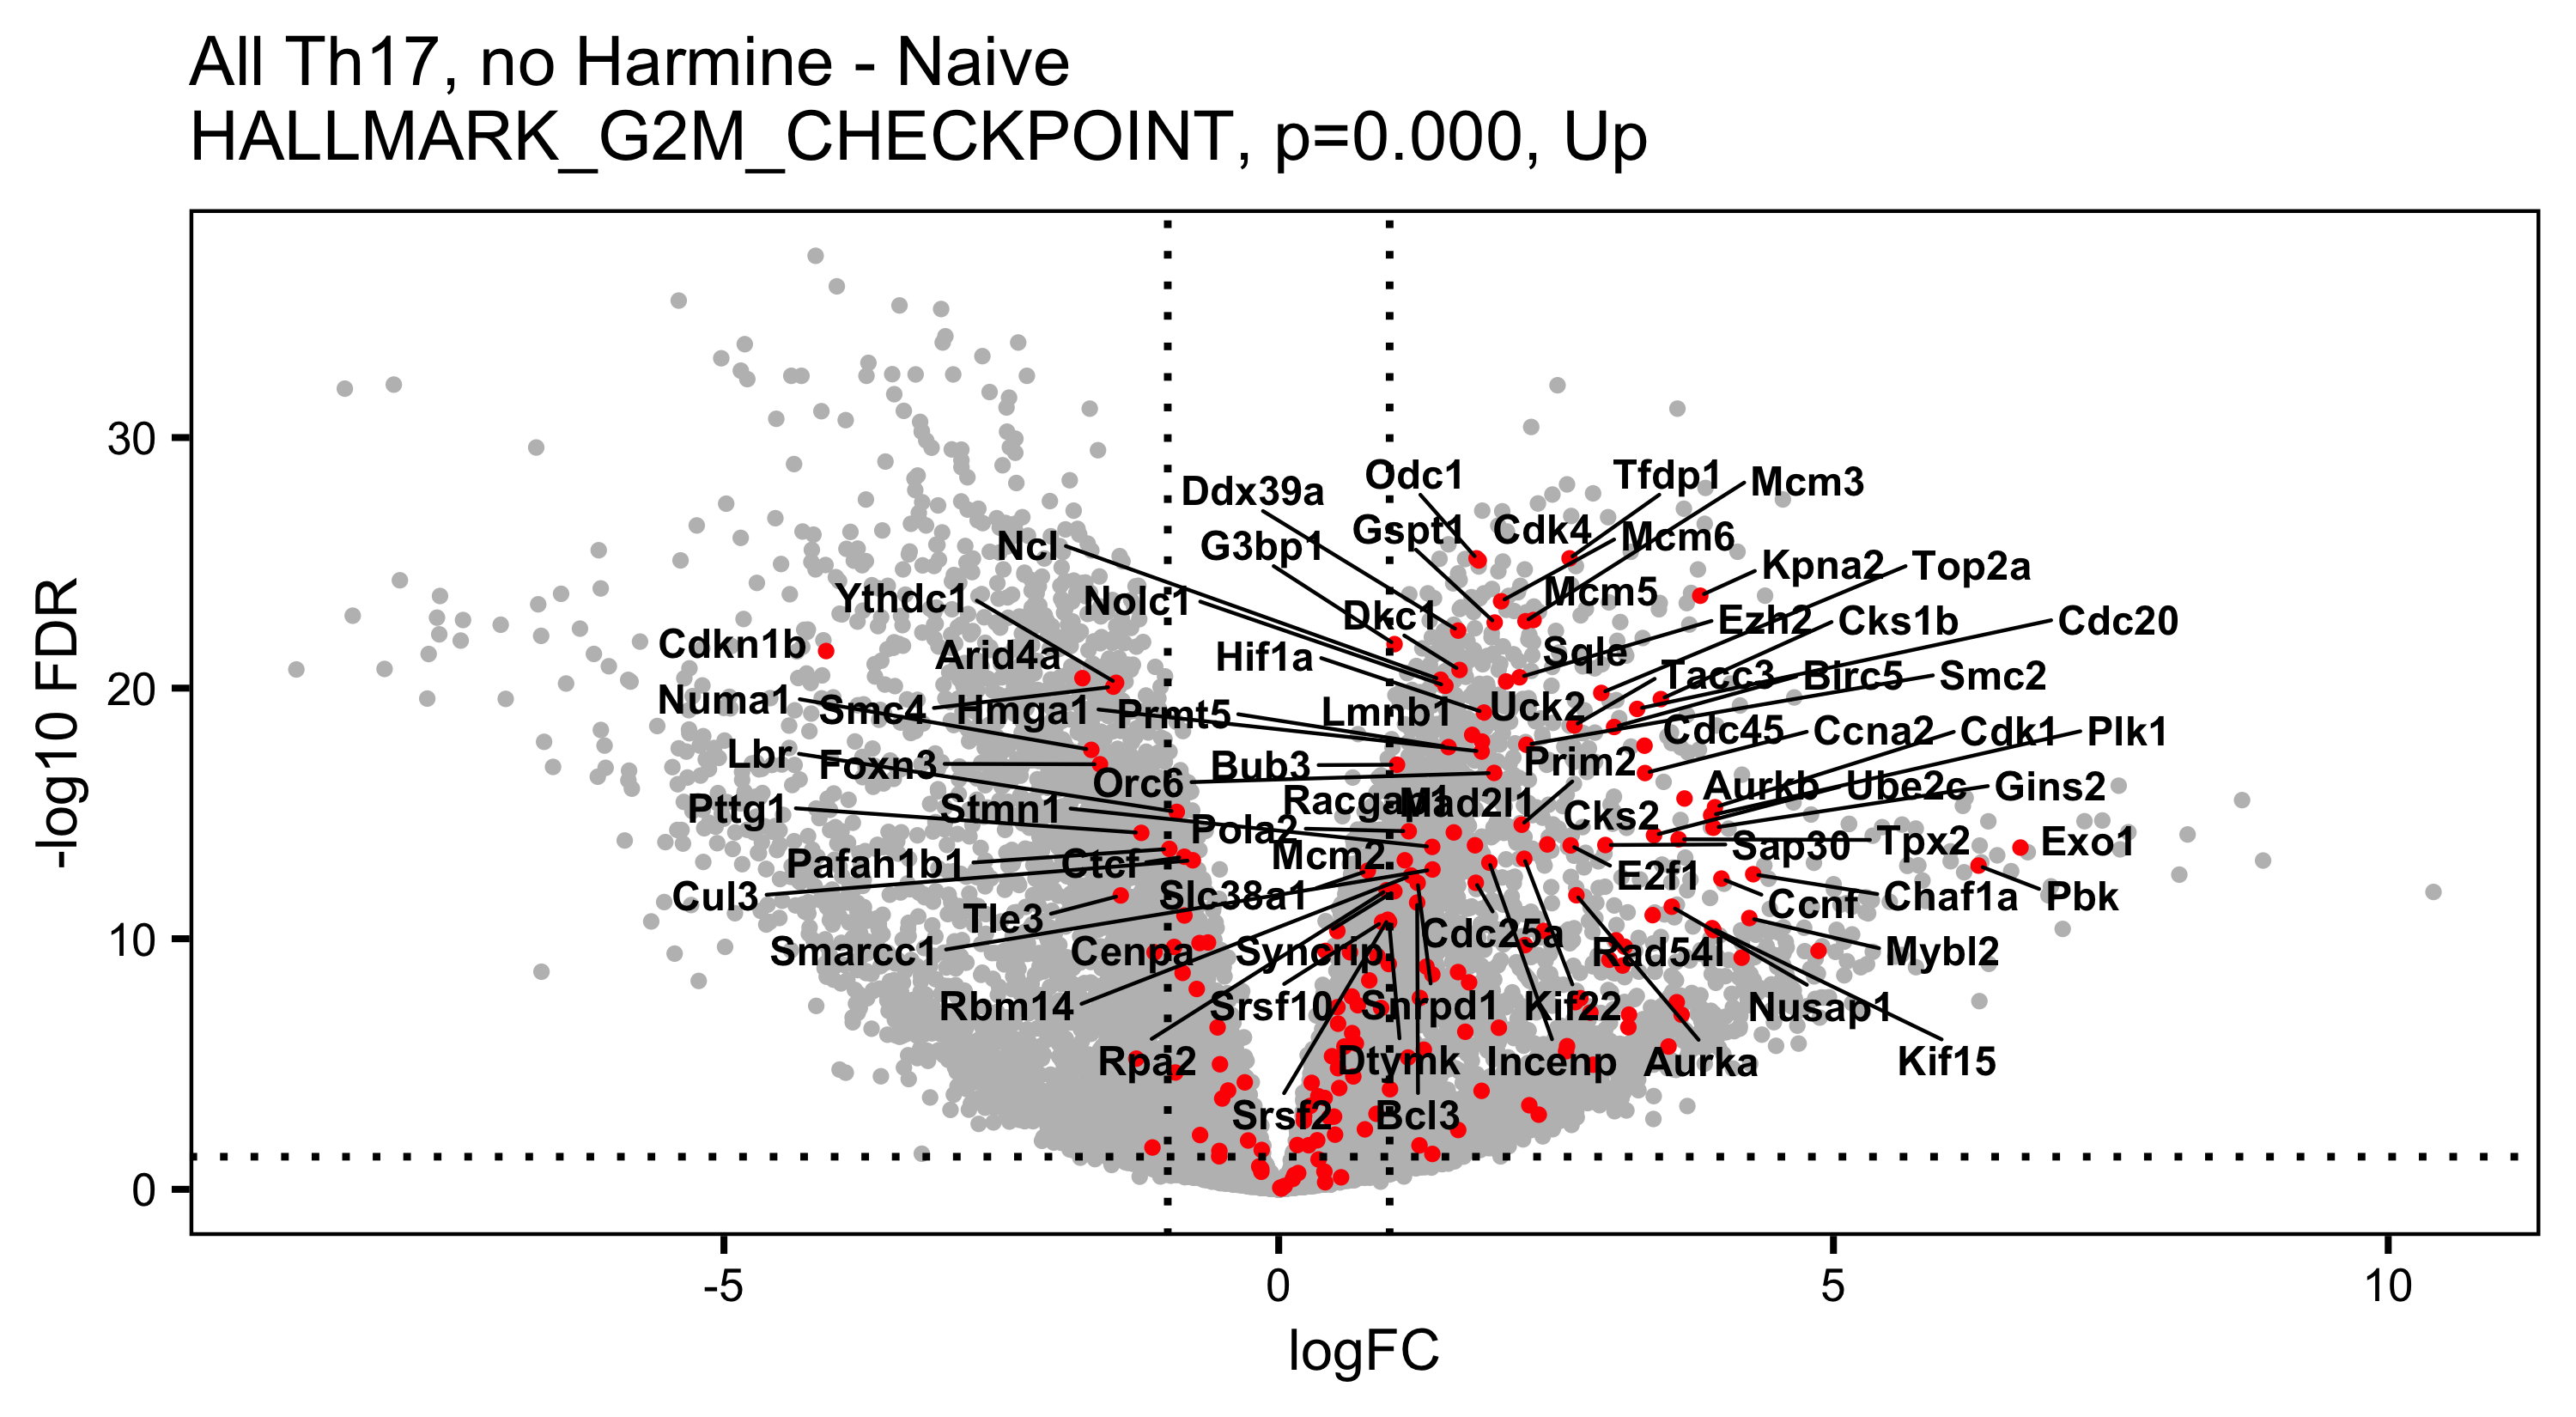 All Th17, no Harmine - Naive
HALLMARK_G2M_CHECKPOINT, p=0.000, Up
-log10 FDR
30
20
10
0
Odc1
Tfdp1
Mcm3
Ddx39a
Gspt1
Cdk4
Mcm6
Ncl
G3bp1
Kpna2
Top2a
Ythdc1
Nolc1
Dkc1
Mcm5
Ezh2
Cks1b
Cdc20
Cdkn1b
Arid4a
Hif1a
Sqle
Tacc3
Birc5
Smc2
Numa1
Smc4
Hmga1
Prmt5
Lmnb1
Uck2
Cdc45
Ccna2
Cdk1
Plk1
Lbr
Foxn3
Orc6
Bub3
Prim2
Aurkb
Ube2c
Gins2
Pttg1
Stmn1
Pola2
Racgap1
Mad2l1
Cks2
Sap30
Tpx2
Exo1
Pafah1b1
Ctcf
Mcm2
E2f1
Ccnf
Chaf1a
Pbk
Cul3
Tle3
Slc38a1
Cdc25a
Smarcc1
Cenpa
Syncrip
Rad54l
Mybl2
Rbm14
Srsf10
Snrpd1
Kif22
Nusap1
Rpa2
Dtymk
Incenp
Aurka
Kif15
Srsf2
Bcl3
-5
0
5
10
logFC